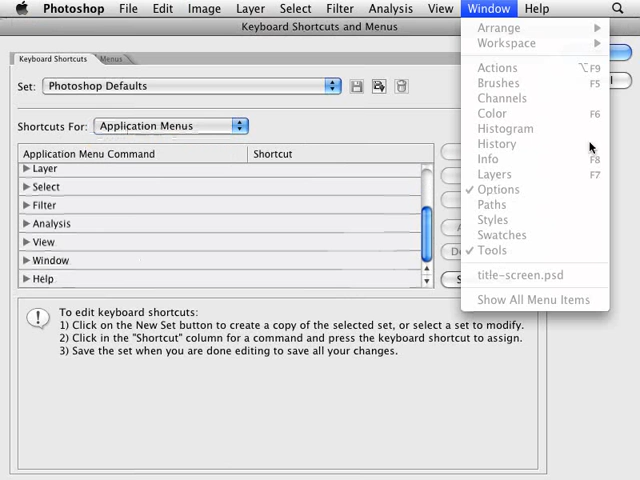 Photoshop File Edit Image Layer Select Filter Analysis View Window Help
Keyboard Shortcuts and Menus
Keyboard Shortcuts Menus
Set: Photoshop Defaults
Shortcuts For: Application Menus
Application Menu Command Shortcut
Layer
Select
Filter
Analysis
View
Window
Help
To edit keyboard shortcuts:
1) Click on the New Set button to create a copy of the selected set, or select a set to modify.
2) Click in the "Shortcut" column for a command and press the keyboard shortcut to assign.
3) Save the set when you are done editing to save all your changes.
Arrange
Workspace
Actions ⌥F9
Brushes F5
Channels
Color F6
Histogram
History
Info F8
Layers F7
✓ Options
Paths
Styles
Swatches
✓ Tools
title-screen.psd
Show All Menu Items